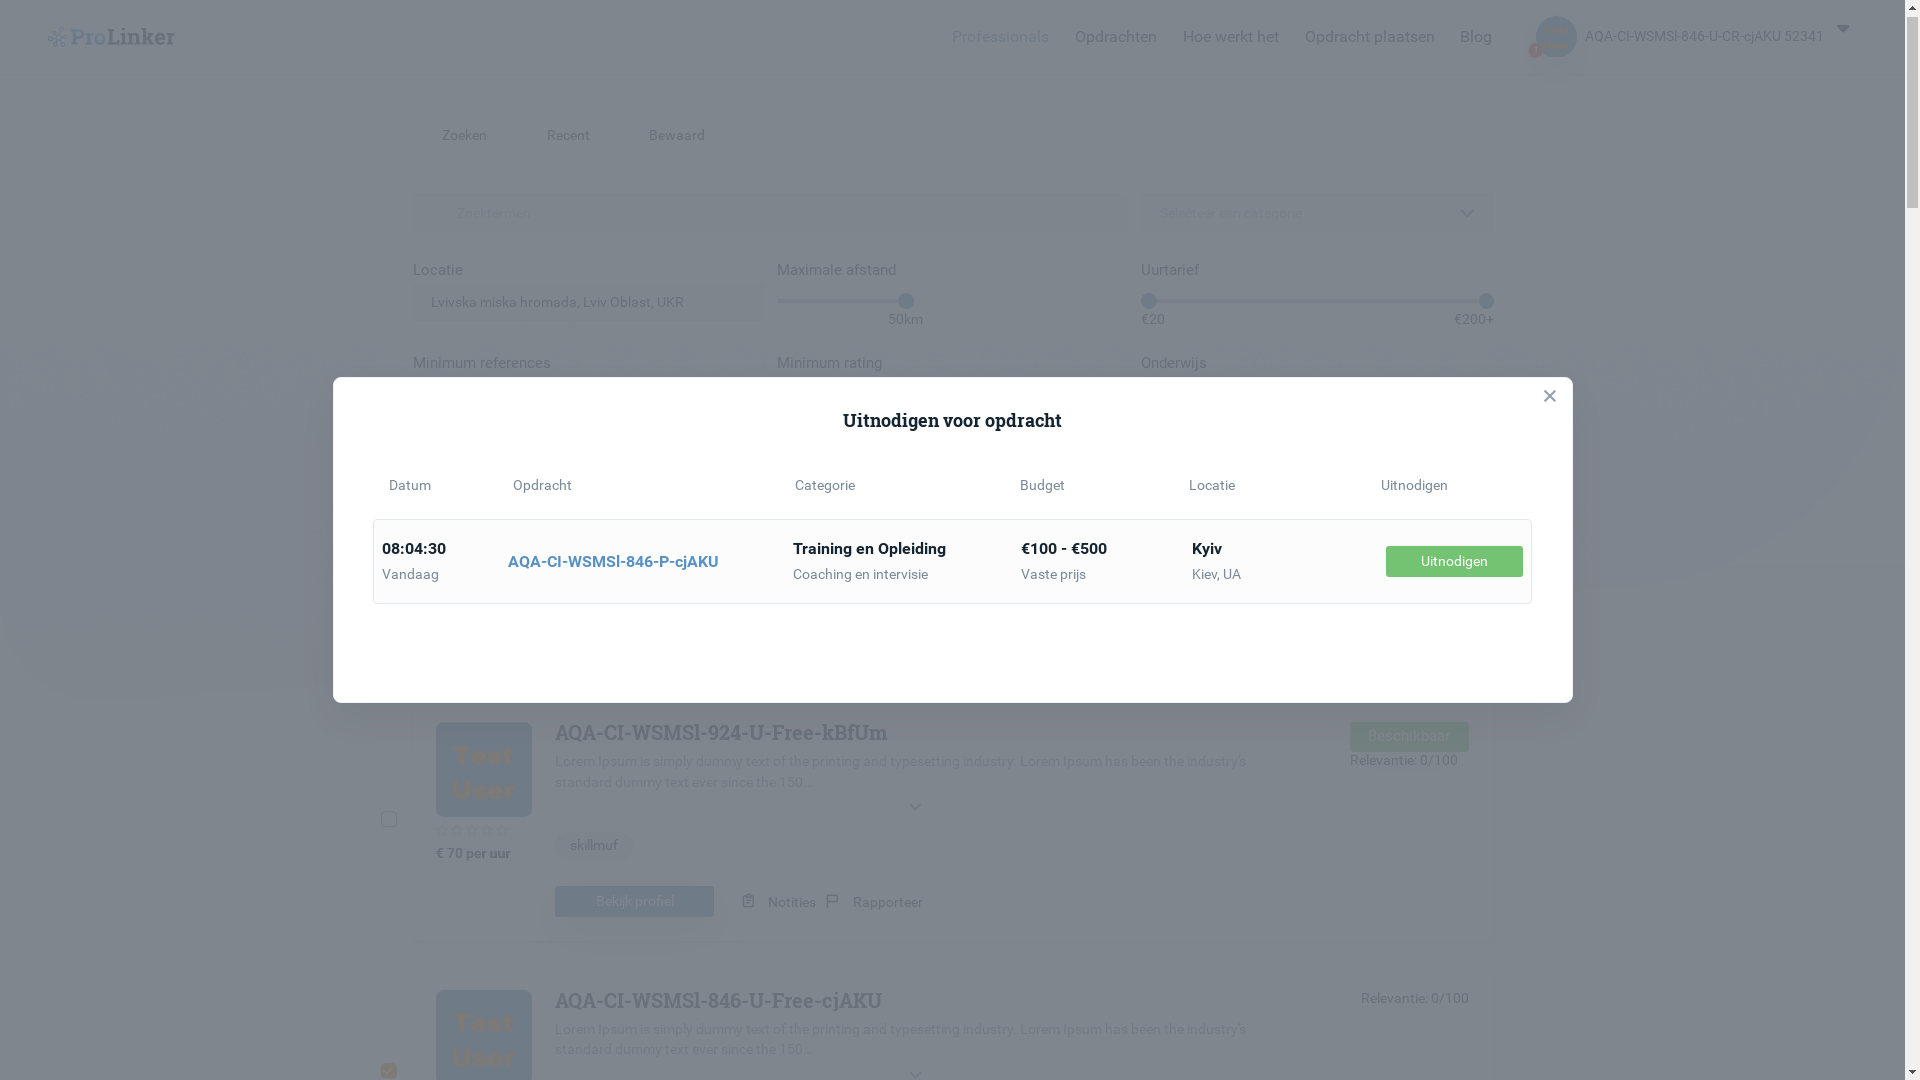 ProLinker
Professionals Opdrachten Hoe werkt het Opdracht plaatsen Blog AQA-CI-WSMSl-846-U-CR-cjAKU 52341
Zoeken Recent Bewaard
Zoektermen Selecteer een categorie
Locatie Maximale afstand Uurtarief
Lvivska miska hromada, Lviv Oblast, UKR
50km €20 €200+
Minimum references Minimum rating Onderwijs
Uitnodigen voor opdracht
Datum Opdracht Categorie Budget Locatie Uitnodigen
08:04:30 AQA-CI-WSMSl-846-P-cjAKU Training en Opleiding €100 - €500 Kyiv Uitnodigen
Vandaag Coaching en intervisie Vaste prijs Kiev, UA
AQA-CI-WSMSl-924-U-Free-kBfUm Beschikbaar
Test User
Lorem Ipsum is simply dummy text of the printing and typesetting industry. Lorem Ipsum has been the industry's Relevantie: 0/100
standard dummy text ever since the 150...
skillmuf
€ 70 per uur
Bekijk profiel Notities Rapporteer
AQA-CI-WSMSl-846-U-Free-cjAKU Relevantie: 0/100
Test User
Lorem Ipsum is simply dummy text of the printing and typesetting industry. Lorem Ipsum has been the industry's
standard dummy text ever since the 150...